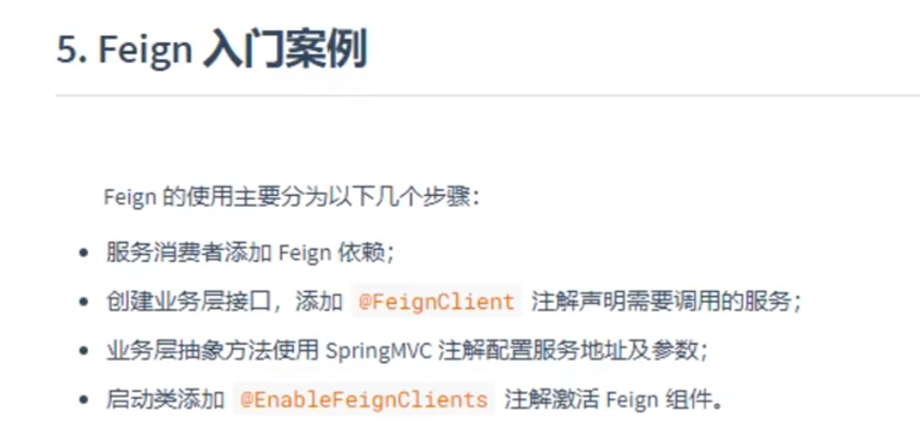 5. Feign 入门案例
Feign 的使用主要分为以下几个步骤：
服务消费者添加 Feign 依赖；
创建业务层接口，添加 @FeignClient 注解声明需要调用的服务；
业务层抽象方法使用 SpringMVC 注解配置服务地址及参数；
启动类添加 @EnableFeignClients 注解激活 Feign 组件。